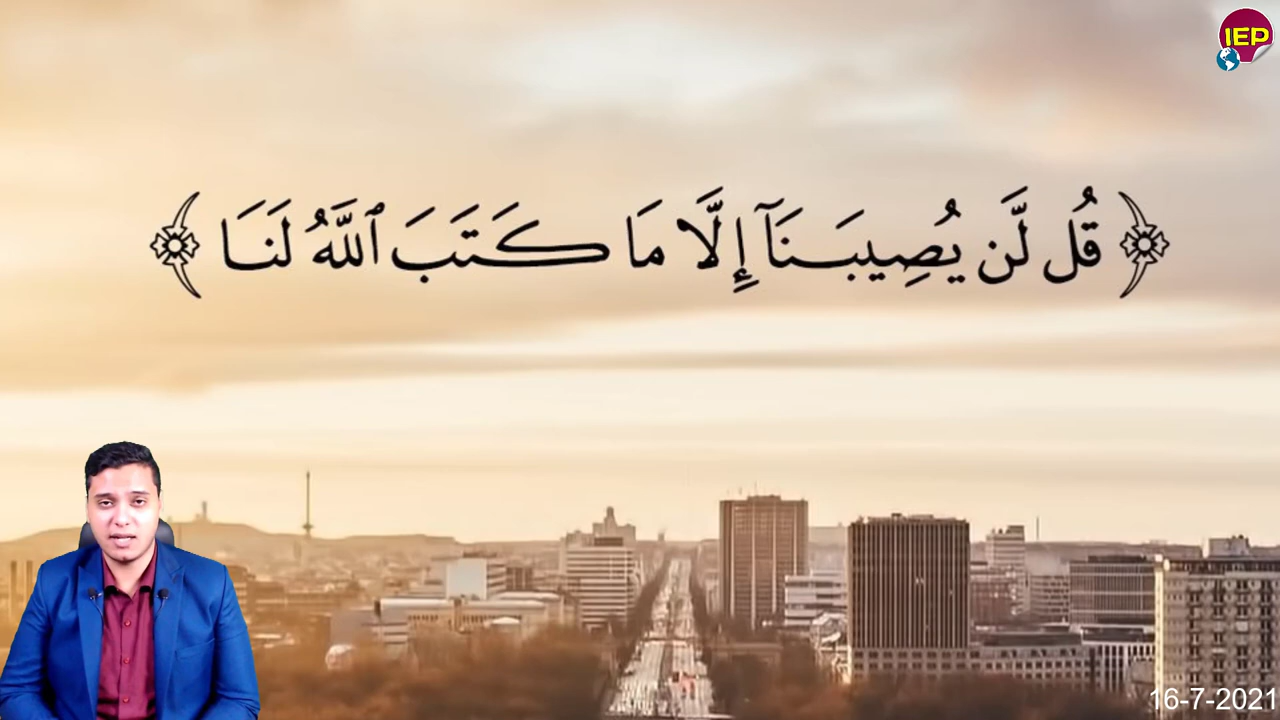 IEP
﴿ قُل لَّن يُصِيبَنَآ إِلَّا مَا كَتَبَ ٱللَّهُ لَنَا ﴾
16-7-2021